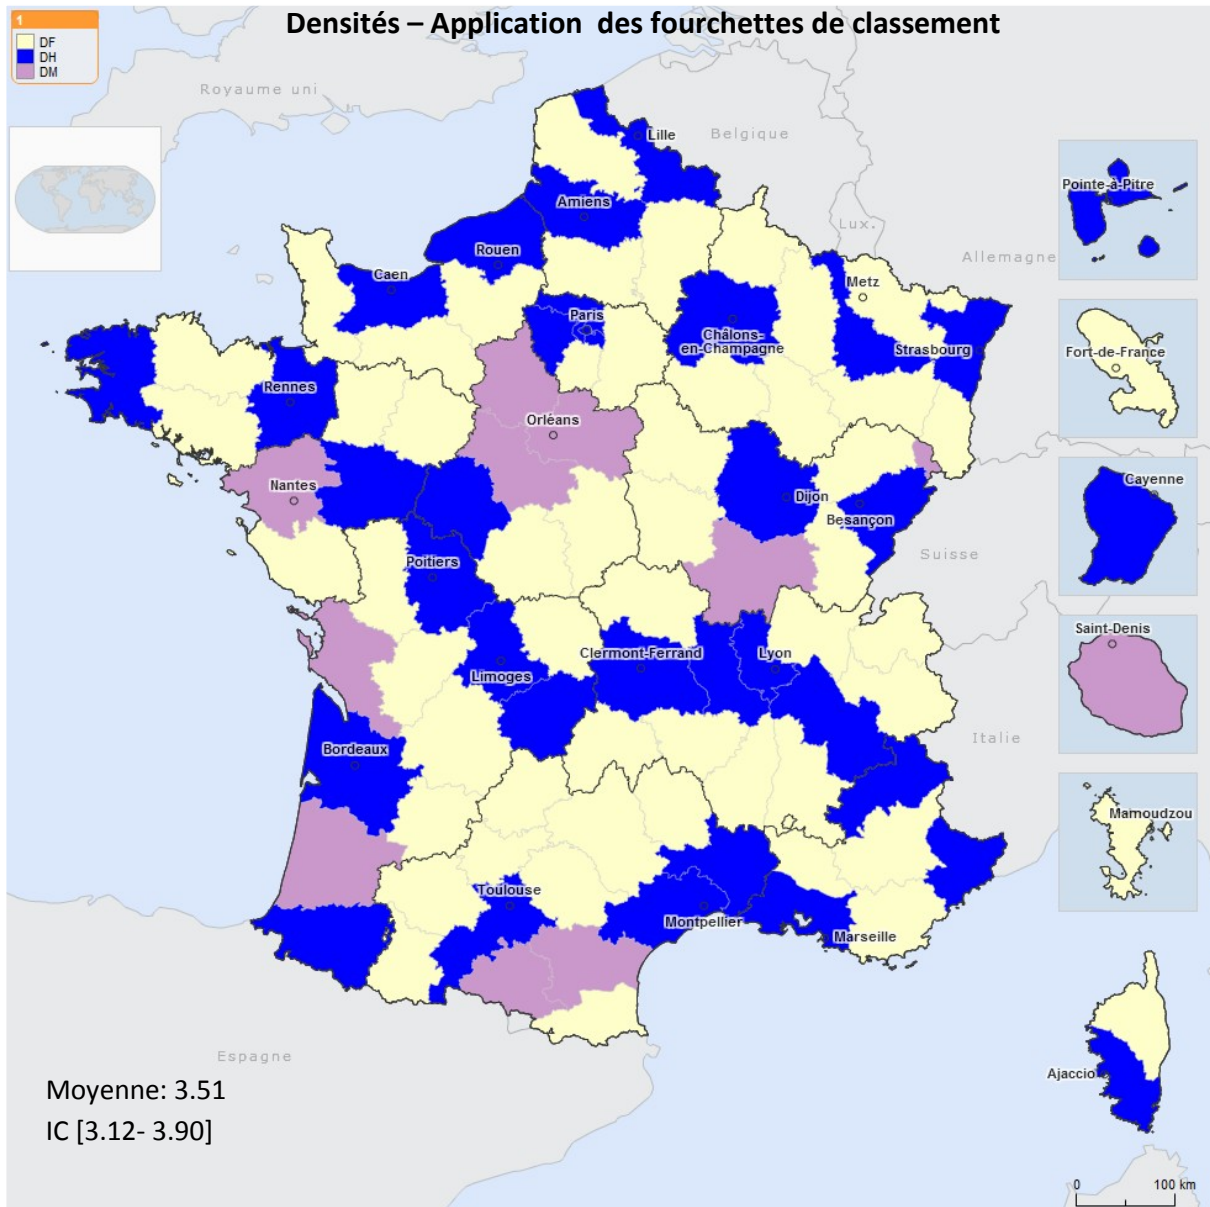 Densités – Application des fourchettes de classement
1
DF
DH
DM
Royaume uni
Belgique
Lux.
Allemagne
Suisse
Italie
Espagne
Lille
Amiens
Rouen
Caen
Metz
Paris
Châlons-
en-Champagne
Strasbourg
Rennes
Orléans
Nantes
Dijon
Besançon
Poitiers
Clermont-Ferrand
Lyon
Limoges
Bordeaux
Toulouse
Montpellier
Marseille
Pointe-à-Pitre
Fort-de-France
Cayenne
Saint-Denis
Mamoudzou
Ajaccio
Moyenne: 3.51
IC [3.12- 3.90]
0 100 km